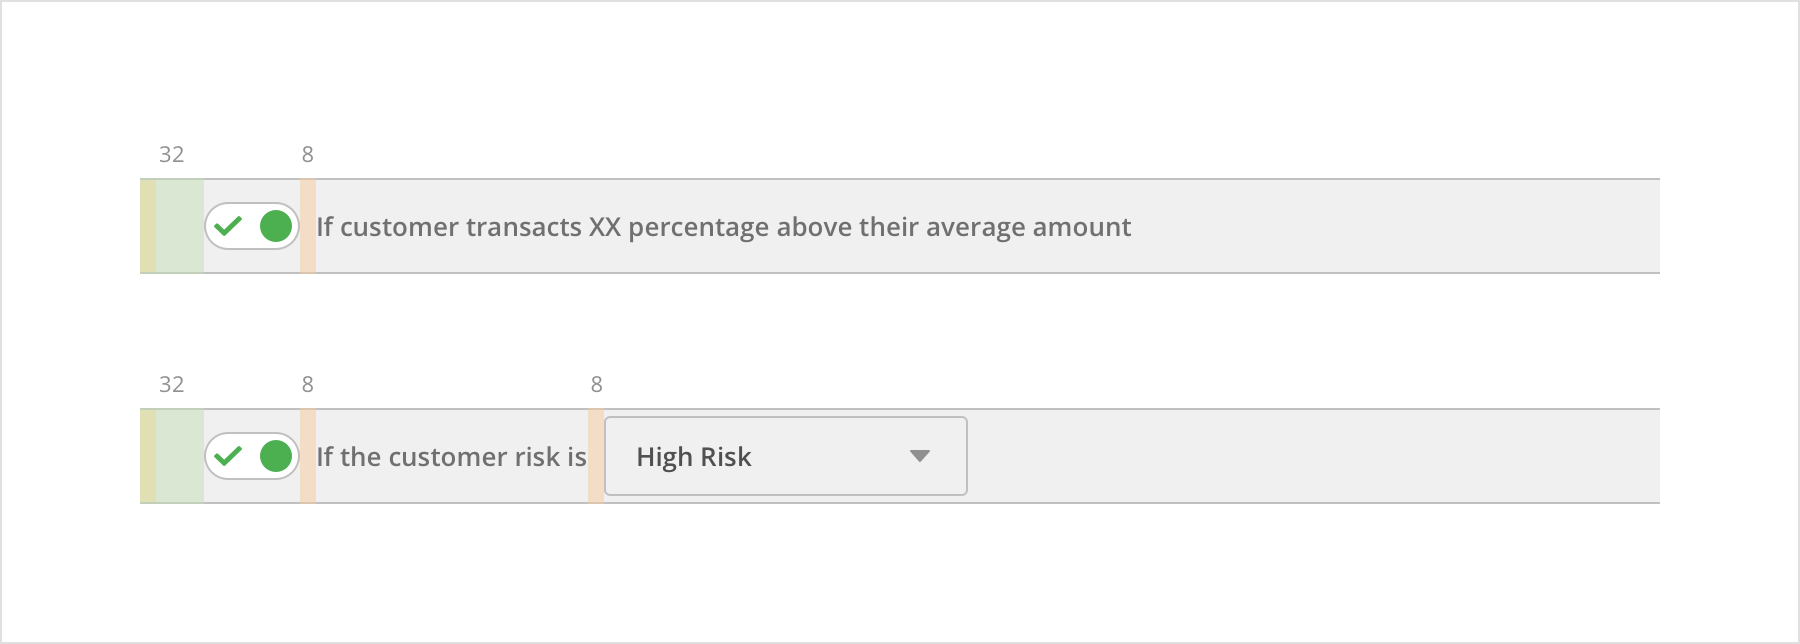 32 8
If customer transacts XX percentage above their average amount
32 8 8
If the customer risk is High Risk